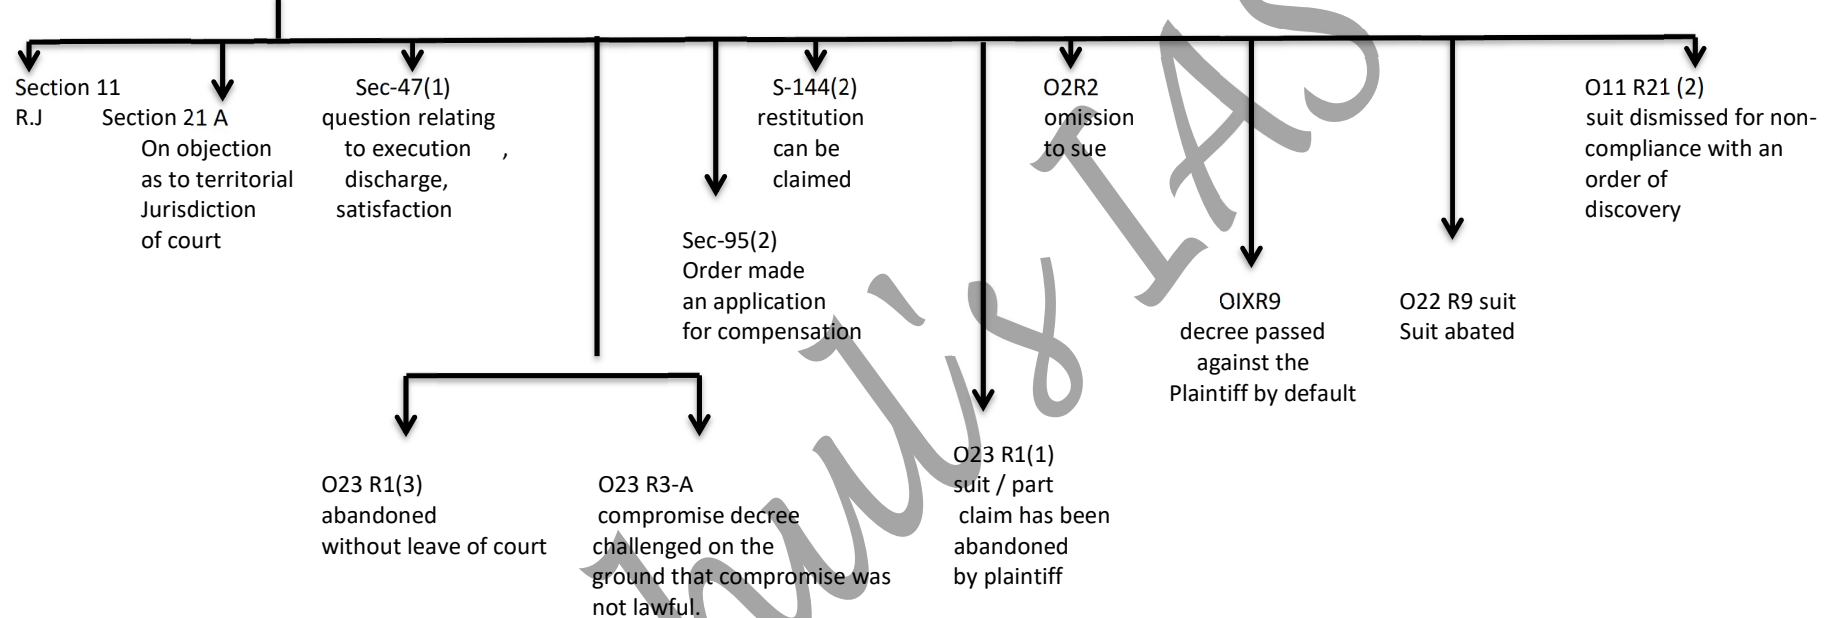 Section 11
R.J
Section 21 A
On objection
as to territorial
Jurisdiction
of court
Sec-47(1)
question relating
to execution ,
discharge,
satisfaction
O23 R1(3)
abandoned
without leave of court
O23 R3-A
compromise decree
challenged on the
ground that compromise was
not lawful.
Sec-95(2)
Order made
an application
for compensation
S-144(2)
restitution
can be
claimed
O23 R1(1)
suit / part
claim has been
abandoned
by plaintiff
O2R2
omission
to sue
OIXR9
decree passed
against the
Plaintiff by default
O22 R9 suit
Suit abated
O11 R21 (2)
suit dismissed for non-
compliance with an
order of
discovery
hul's IAS